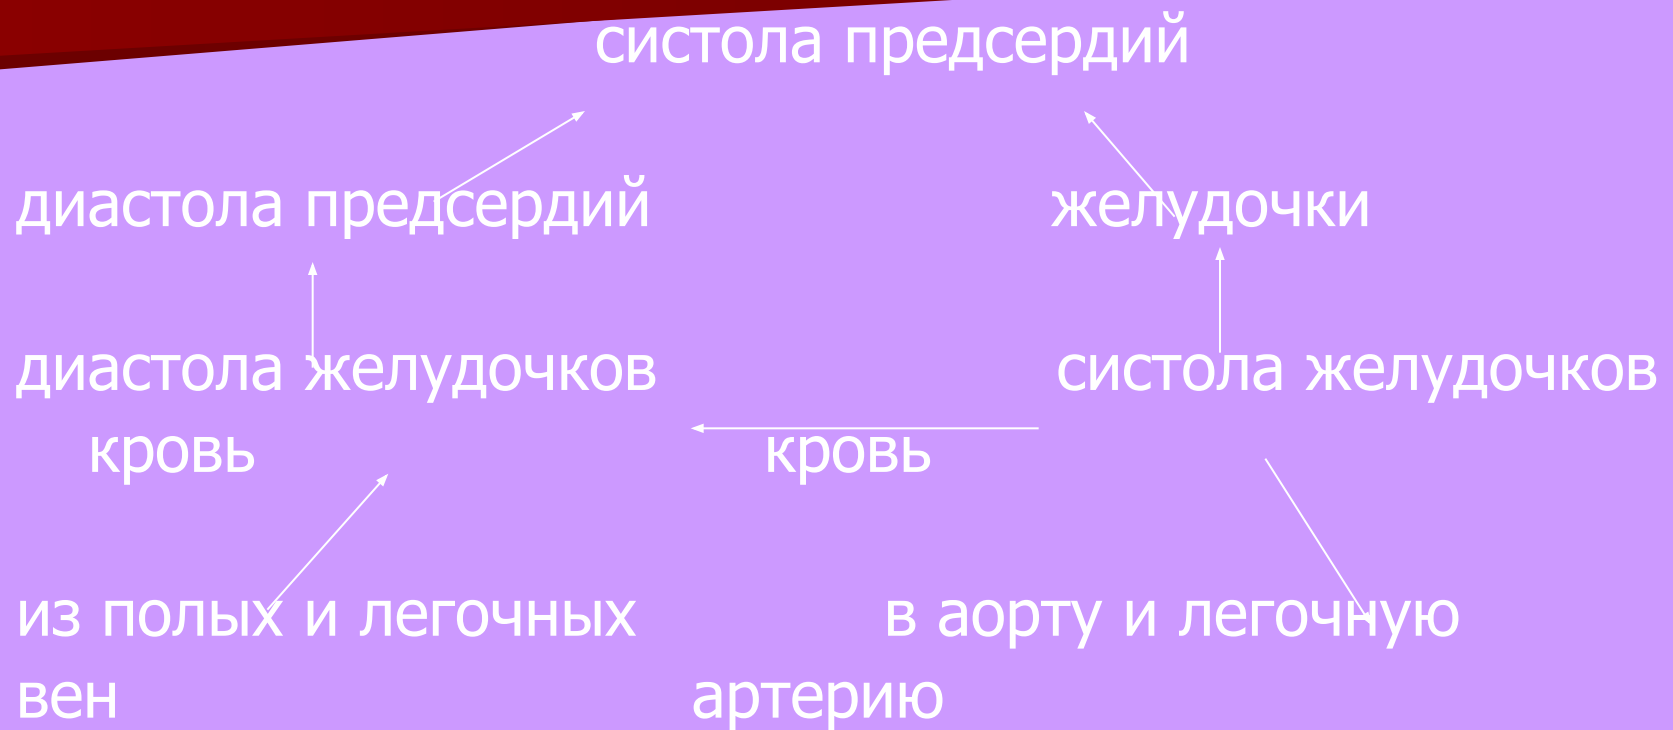 систола предсердий
диастола предсердий желудочки
диастола желудочков систола желудочков
кровь кровь
из полых и легочных в аорту и легочную
вен артерию